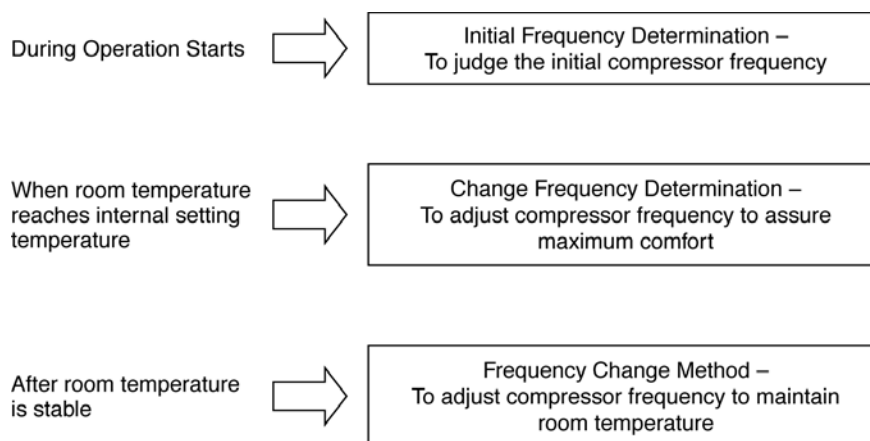 During Operation Starts
Initial Frequency Determination –
To judge the initial compressor frequency
When room temperature
reaches internal setting
temperature
Change Frequency Determination –
To adjust compressor frequency to assure
maximum comfort
After room temperature
is stable
Frequency Change Method –
To adjust compressor frequency to maintain
room temperature